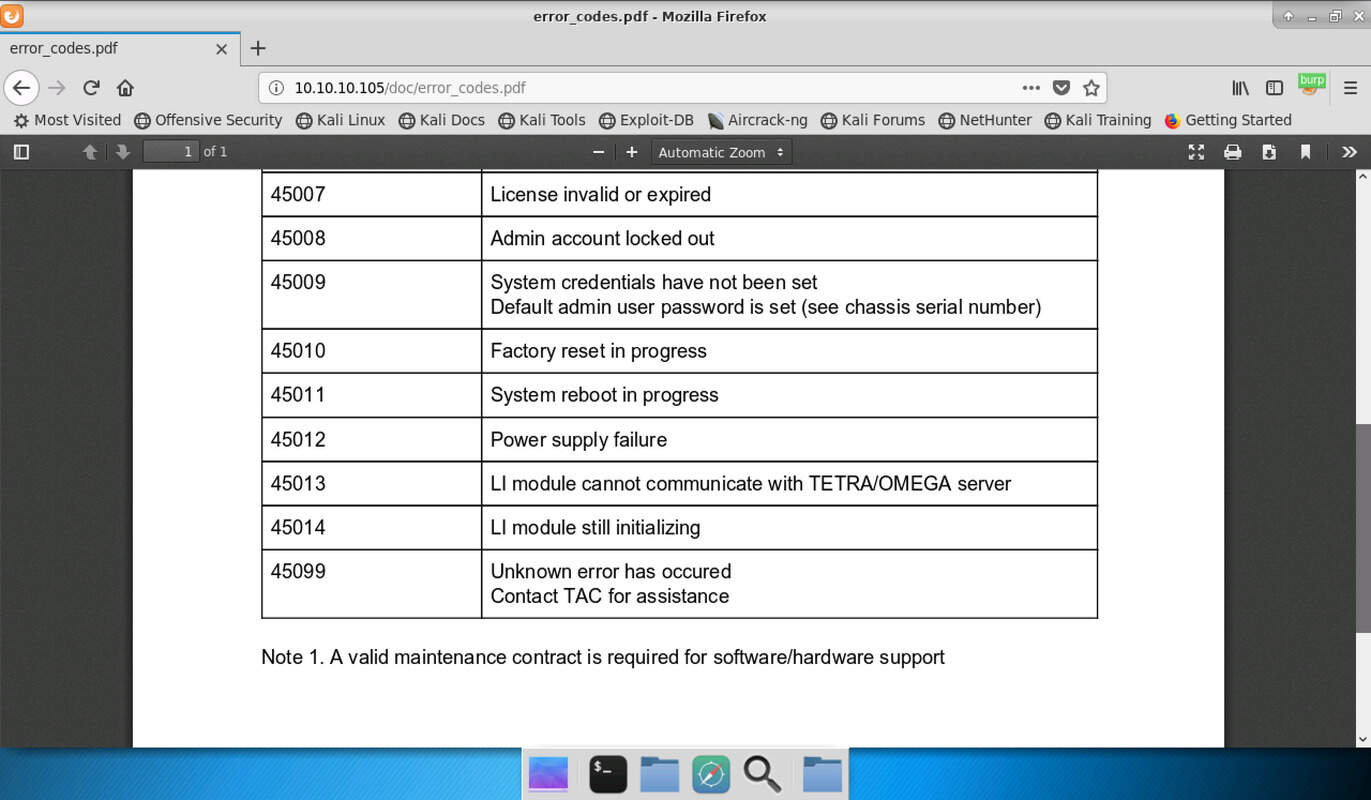 error_codes.pdf - Mozilla Firefox
error_codes.pdf
10.10.10.105/doc/error_codes.pdf
burp
Most Visited Offensive Security Kali Linux Kali Docs Kali Tools Exploit-DB Aircrack-ng Kali Forums NetHunter Kali Training Getting Started
1 of 1 Automatic Zoom
45007 License invalid or expired
45008 Admin account locked out
45009 System credentials have not been set
Default admin user password is set (see chassis serial number)
45010 Factory reset in progress
45011 System reboot in progress
45012 Power supply failure
45013 LI module cannot communicate with TETRA/OMEGA server
45014 LI module still initializing
45099 Unknown error has occured
Contact TAC for assistance
Note 1. A valid maintenance contract is required for software/hardware support
$_